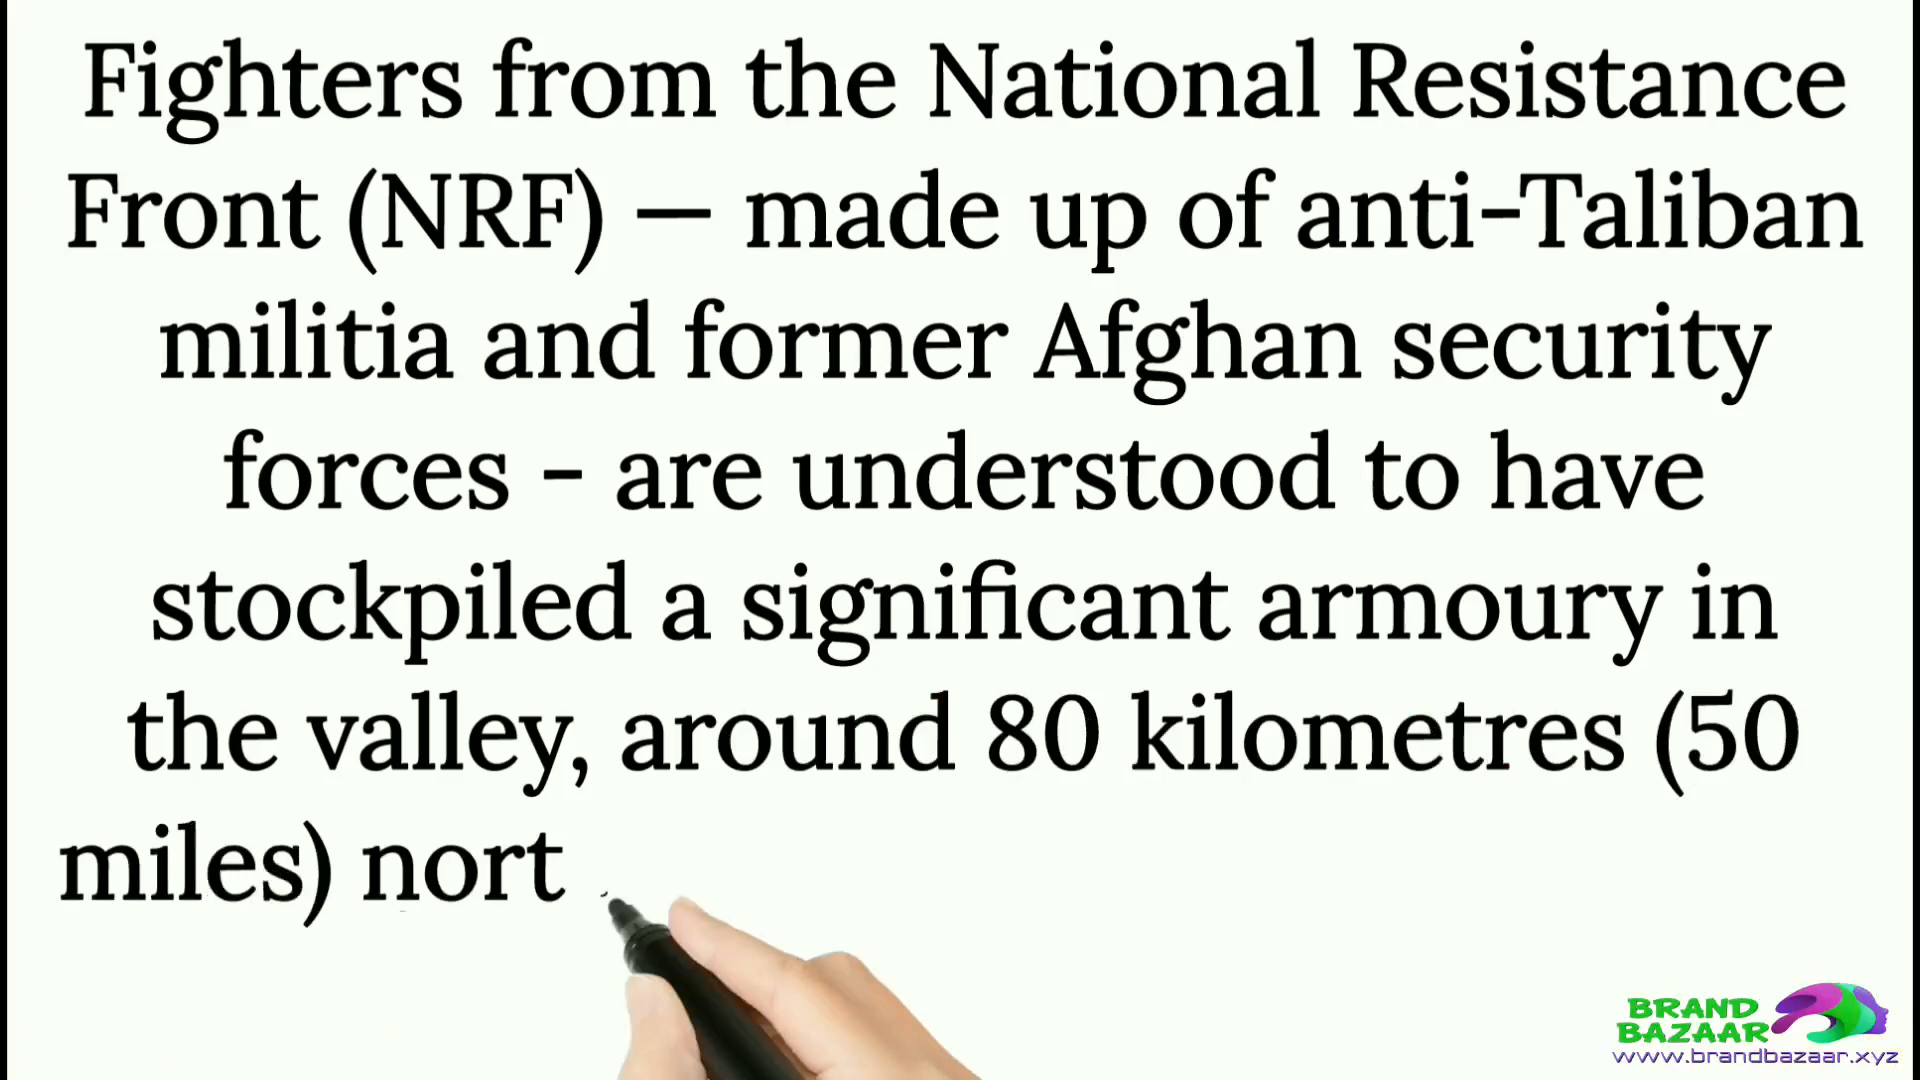 Fighters from the National Resistance
Front (NRF) — made up of anti-Taliban
militia and former Afghan security
forces - are understood to have
stockpiled a significant armoury in
the valley, around 80 kilometres (50
miles) nort
BRAND
BAZAAR
www.brandbazaar.xyz